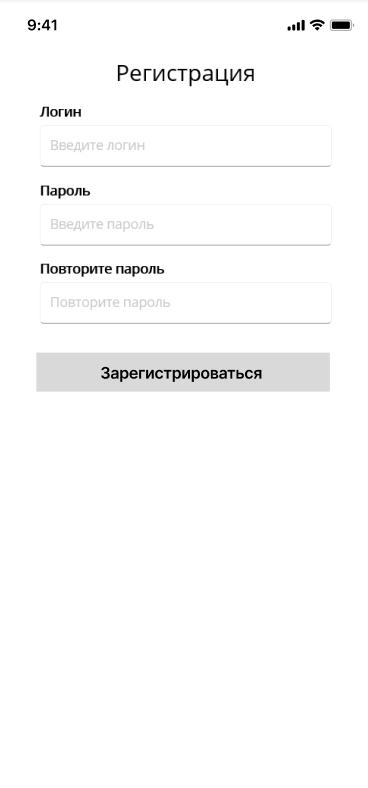 9:41
Регистрация
Логин
Введите логин
Пароль
Введите пароль
Повторите пароль
Повторите пароль
Зарегистрироваться